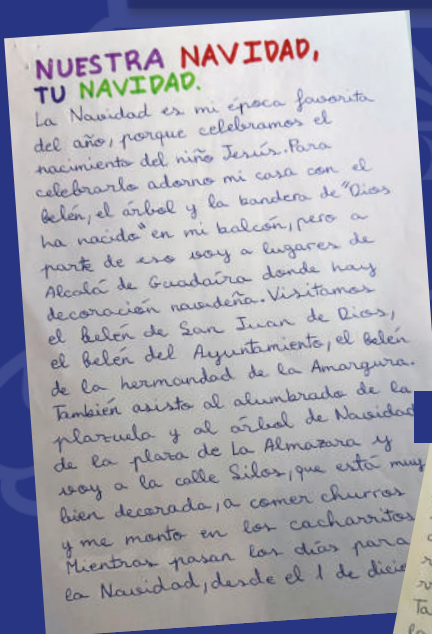 NUESTRA NAVIDAD,
TU NAVIDAD.
La Navidad es mi época favorita
del año, porque celebramos el
nacimiento del niño Jesús. Para
celebrarlo adorno mi casa con el
belén, el árbol y la bandera de "Dios
ha nacido" en mi balcón, pero a
parte de eso voy a lugares de
Alcalá de Guadaíra donde hay
decoración navadeña. Visitamos
el belén de San Juan de Dios,
el belén del Ayuntamiento, el belén
de la hermandad de la Amargura.
También asisto al alumbrado de la
plazuela y al árbol de Navidad
de la plaza de La Almazara y
voy a la calle Silos, que está muy
bien decorada, a comer churros
y me monto en los cacharritos
Mientras pasan los días para
la Navidad, desde el 1 de dicie
Ta